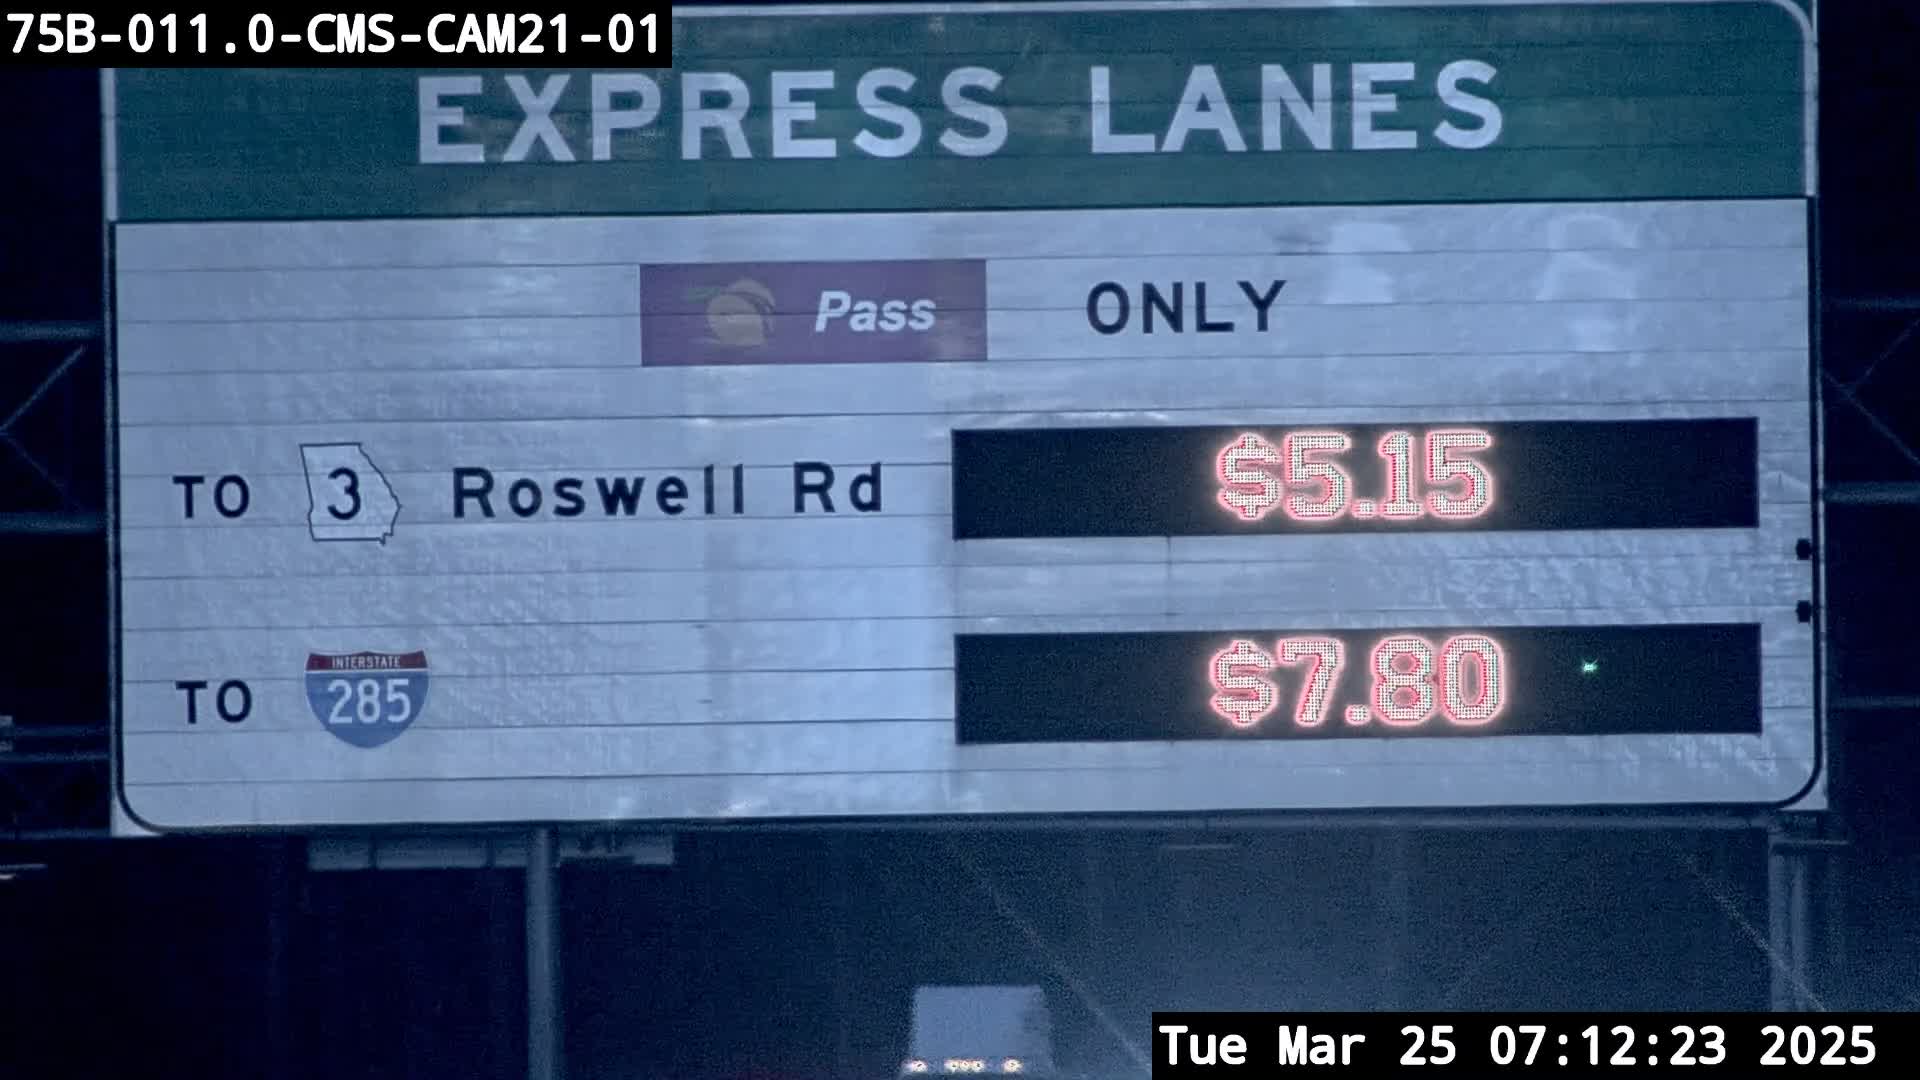 75B-011.0-CMS-CAM21-01
EXPRESS LANES
Pass ONLY
TO 3 Roswell Rd $5.15
TO INTERSTATE 285 $7.80
Tue Mar 25 07:12:23 2025